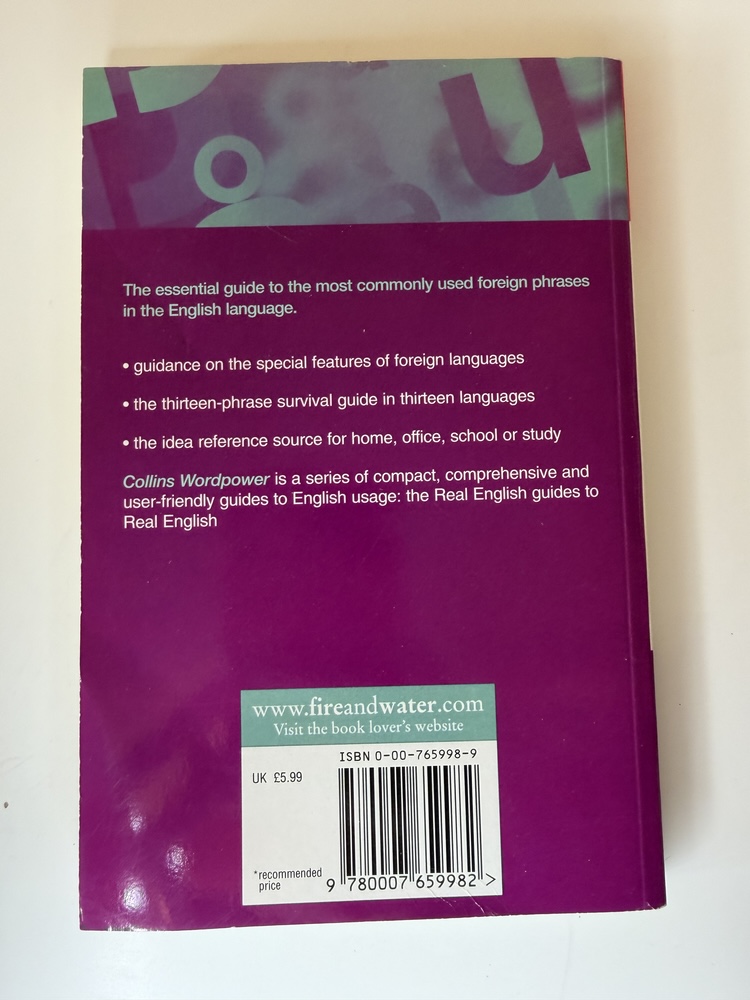 The essential guide to the most commonly used foreign phrases
in the English language.
• guidance on the special features of foreign languages
• the thirteen-phrase survival guide in thirteen languages
• the idea reference source for home, office, school or study
Collins Wordpower is a series of compact, comprehensive and
user-friendly guides to English usage: the Real English guides to
Real English
www.fireandwater.com
Visit the book lover's website
ISBN 0-00-765998-9
UK £5.99
*recommended
price
9 780007 659982 >